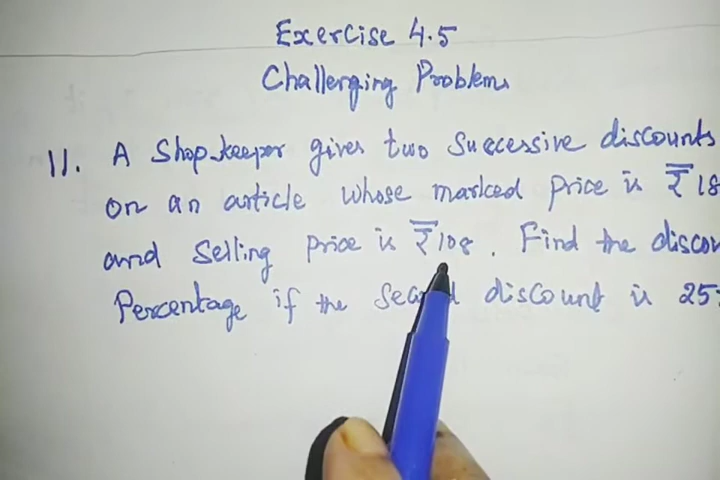 Exercise 4.5
Challenging Problems
11. A Shop-keeper gives two Successive discounts
on an article whose marked price is ₹18
and Selling price is ₹108. Find the discou
Percentage if the second discount is 25